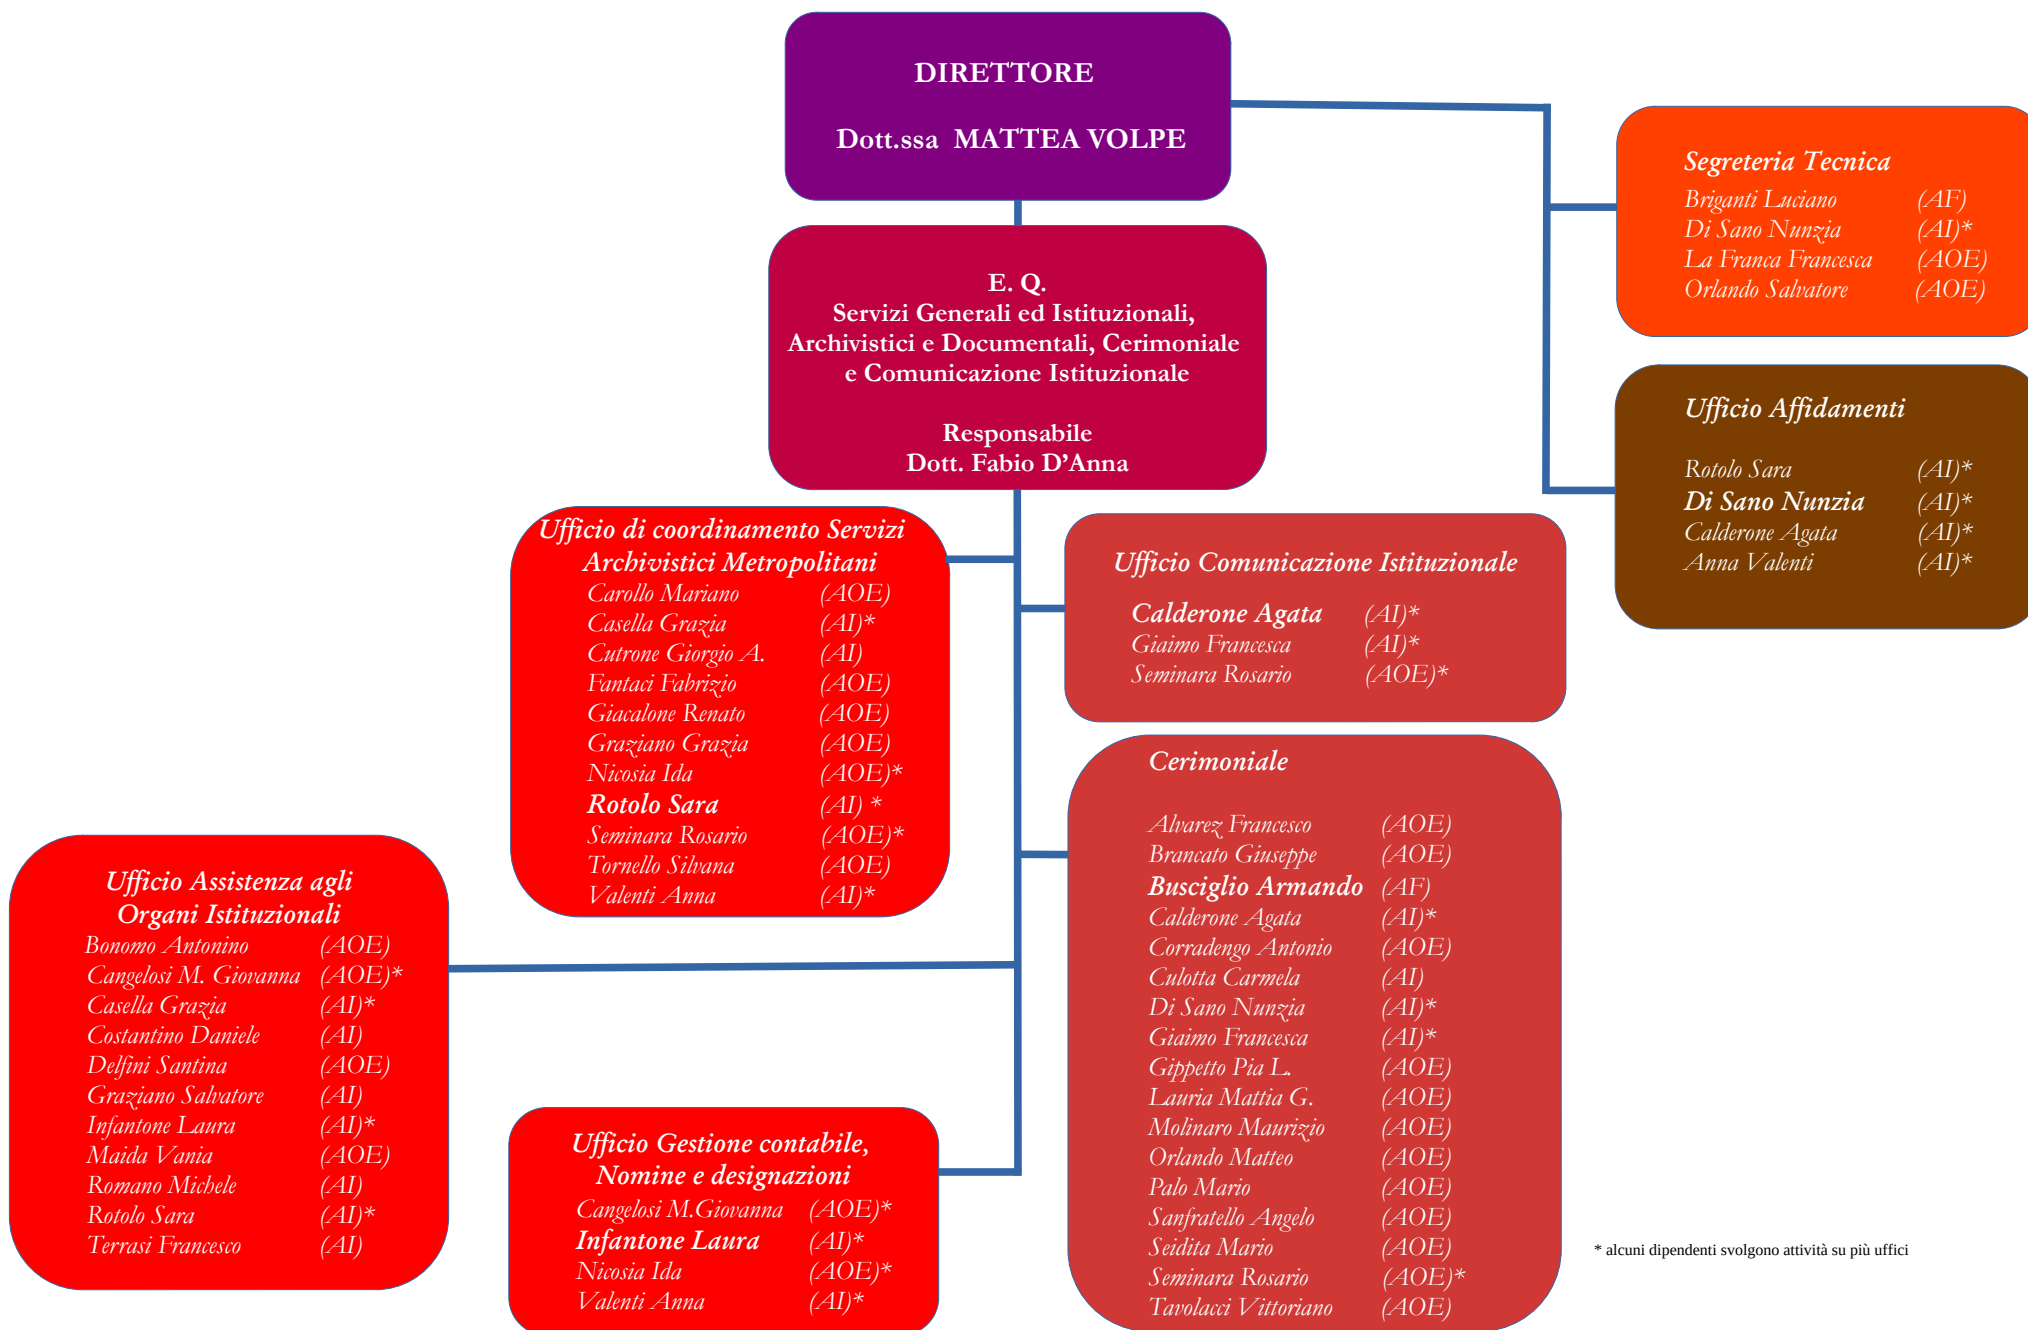 DIRETTORE
Dott.ssa MATTEA VOLPE
E. Q.
Servizi Generali ed Istituzionali,
Archivistici e Documentali, Cerimoniale
e Comunicazione Istituzionale
Responsabile
Dott. Fabio D’Anna
Segreteria Tecnica
Briganti Luciano (AF)
Di Sano Nunzia (AI)*
La Franca Francesca (AOE)
Orlando Salvatore (AOE)
Ufficio Affidamenti
Rotolo Sara (AI)*
Di Sano Nunzia (AI)*
Calderone Agata (AI)*
Anna Valenti (AI)*
Ufficio di coordinamento Servizi
Archivistici Metropolitani
Carollo Mariano (AOE)
Casella Grazia (AI)*
Cutrone Giorgio A. (AI)
Fantaci Fabrizio (AOE)
Giacalone Renato (AOE)
Graziano Grazia (AOE)
Nicosia Ida (AOE)*
Rotolo Sara (AI) *
Seminara Rosario (AOE)*
Tornello Silvana (AOE)
Valenti Anna (AI)*
Ufficio Comunicazione Istituzionale
Calderone Agata (AI)*
Giaimo Francesca (AI)*
Seminara Rosario (AOE)*
Cerimoniale
Alvarez Francesco (AOE)
Brancato Giuseppe (AOE)
Busciglio Armando (AF)
Calderone Agata (AI)*
Corradengo Antonio (AOE)
Culotta Carmela (AI)
Di Sano Nunzia (AI)*
Giaimo Francesca (AI)*
Gippetto Pia L. (AOE)
Lauria Mattia G. (AOE)
Molinaro Maurizio (AOE)
Orlando Matteo (AOE)
Palo Mario (AOE)
Sanfratello Angelo (AOE)
Seidita Mario (AOE)
Seminara Rosario (AOE)*
Tavolacci Vittoriano (AOE)
Ufficio Assistenza agli
Organi Istituzionali
Bonomo Antonino (AOE)
Cangelosi M. Giovanna (AOE)*
Casella Grazia (AI)*
Costantino Daniele (AI)
Delfini Santina (AOE)
Graziano Salvatore (AI)
Infantone Laura (AI)*
Maida Vania (AOE)
Romano Michele (AI)
Rotolo Sara (AI)*
Terrasi Francesco (AI)
Ufficio Gestione contabile,
Nomine e designazioni
Cangelosi M.Giovanna (AOE)*
Infantone Laura (AI)*
Nicosia Ida (AOE)*
Valenti Anna (AI)*
* alcuni dipendenti svolgono attività su più uffici